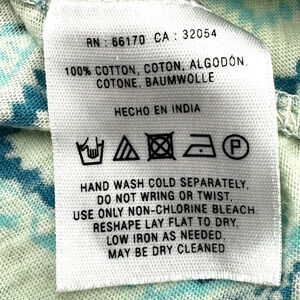 RN : 66170 CA : 32054
100% COTTON, COTON, ALGODÓN.
COTONE, BAUMWOLLE
HECHO EN INDIA
P
HAND WASH COLD SEPARATELY.
DO NOT WRING OR TWIST.
USE ONLY NON-CHLORINE BLEACH.
RESHAPE LAY FLAT TO DRY.
LOW IRON AS NEEDED.
MAY BE DRY CLEANED